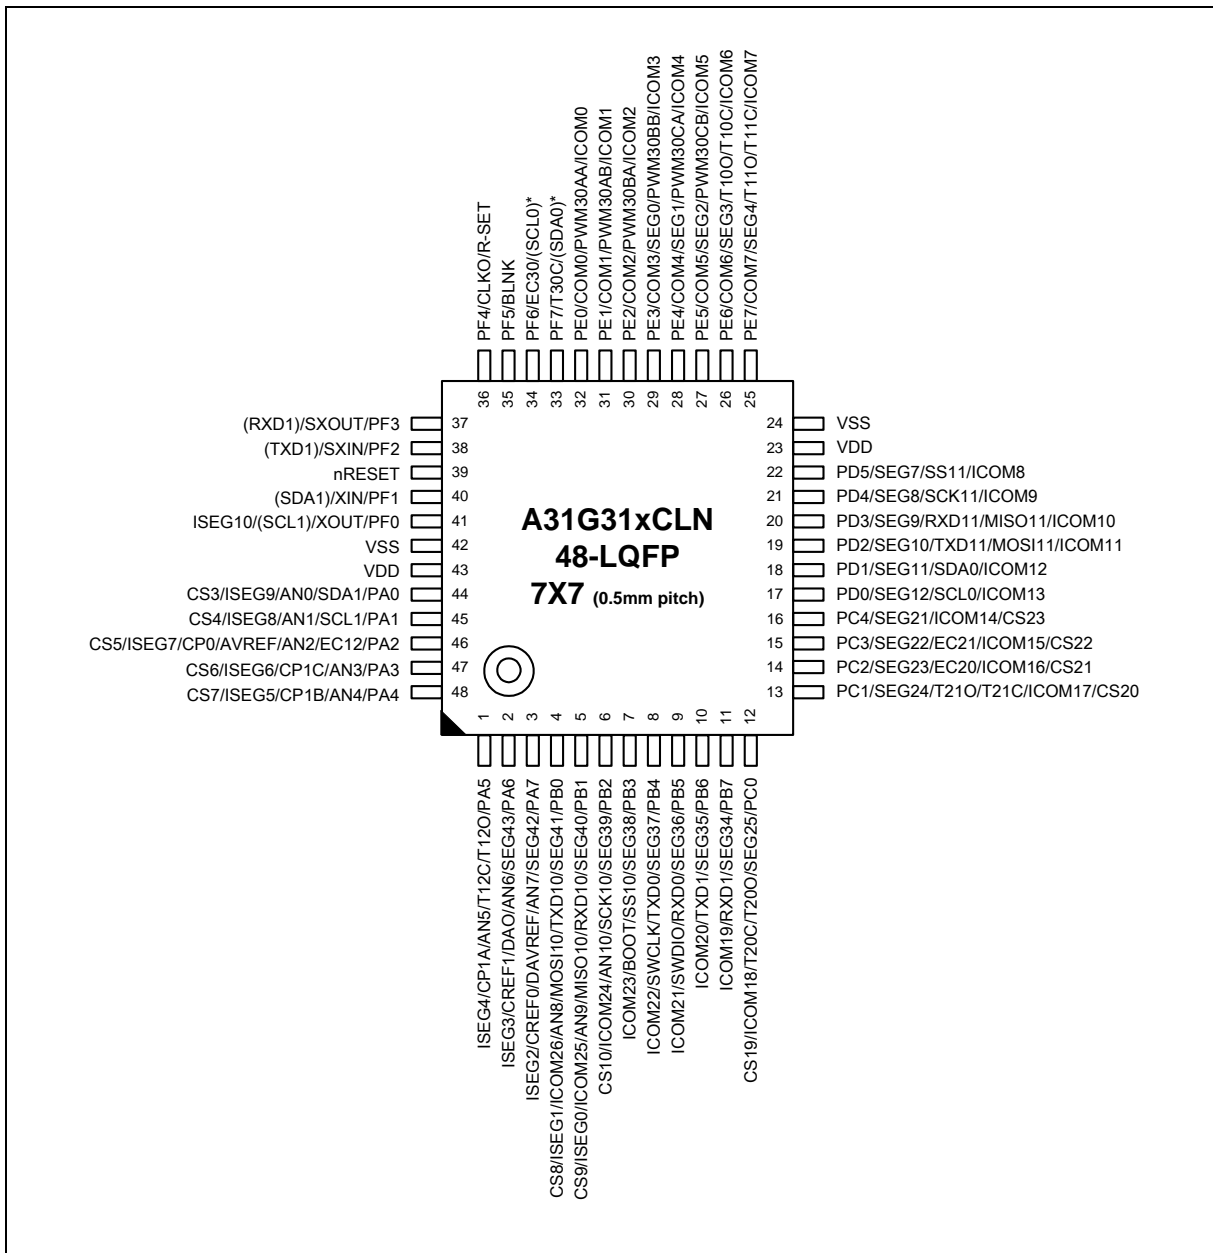 PF4/CLKO/R-SET
PF5/BLNK
PF6/EC30/(SCL0)*
PF7/T30C/(SDA0)*
PE0/COM0/PWM30AA/ICOM0
PE1/COM1/PWM30AB/ICOM1
PE2/COM2/PWM30BA/ICOM2
PE3/COM3/SEG0/PWM30BB/ICOM3
PE4/COM4/SEG1/PWM30CA/ICOM4
PE5/COM5/SEG2/PWM30CB/ICOM5
PE6/COM6/SEG3/T10O/T10C/ICOM6
PE7/COM7/SEG4/T11O/T11C/ICOM7
36 35 34 33 32 31 30 29 28 27 26 25
(RXD1)/SXOUT/PF3 37
(TXD1)/SXIN/PF2 38
nRESET 39
(SDA1)/XIN/PF1 40
ISEG10/(SCL1)/XOUT/PF0 41
VSS 42
VDD 43
CS3/ISEG9/AN0/SDA1/PA0 44
CS4/ISEG8/AN1/SCL1/PA1 45
CS5/ISEG7/CP0/AVREF/AN2/EC12/PA2 46
CS6/ISEG6/CP1C/AN3/PA3 47
CS7/ISEG5/CP1B/AN4/PA4 48
A31G31xCLN
48-LQFP
7X7 (0.5mm pitch)
24 VSS
23 VDD
22 PD5/SEG7/SS11/ICOM8
21 PD4/SEG8/SCK11/ICOM9
20 PD3/SEG9/RXD11/MISO11/ICOM10
19 PD2/SEG10/TXD11/MOSI11/ICOM11
18 PD1/SEG11/SDA0/ICOM12
17 PD0/SEG12/SCL0/ICOM13
16 PC4/SEG21/ICOM14/CS23
15 PC3/SEG22/EC21/ICOM15/CS22
14 PC2/SEG23/EC20/ICOM16/CS21
13 PC1/SEG24/T21O/T21C/ICOM17/CS20
1 2 3 4 5 6 7 8 9 10 11 12
ISEG4/CP1A/AN5/T12C/T12O/PA5
ISEG3/CREF1/DAO/AN6/SEG43/PA6
ISEG2/CREF0/DAVREF/AN7/SEG42/PA7
CS8/ISEG1/ICOM26/AN8/MOSI10/TXD10/SEG41/PB0
CS9/ISEG0/ICOM25/AN9/MISO10/RXD10/SEG40/PB1
CS10/ICOM24/AN10/SCK10/SEG39/PB2
ICOM23/BOOT/SS10/SEG38/PB3
ICOM22/SWCLK/TXD0/SEG37/PB4
ICOM21/SWDIO/RXD0/SEG36/PB5
ICOM20/TXD1/SEG35/PB6
ICOM19/RXD1/SEG34/PB7
CS19/ICOM18/T20C/T20O/SEG25/PC0